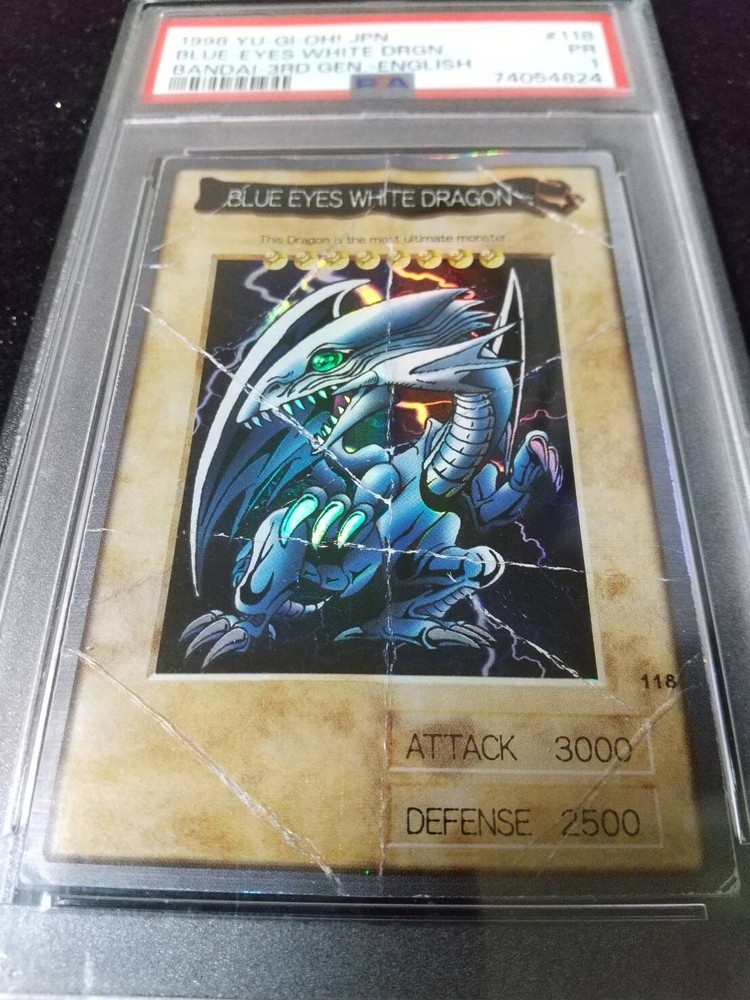 1998 YU-GI-OH! JPN #118
BLUE-EYES WHITE DRGN PR
BANDAI-3RD GEN.-ENGLISH 1
PSA 74054824
BLUE EYES WHITE DRAGON
This Dragon is the most ultimate monster.
118
ATTACK 3000
DEFENSE 2500